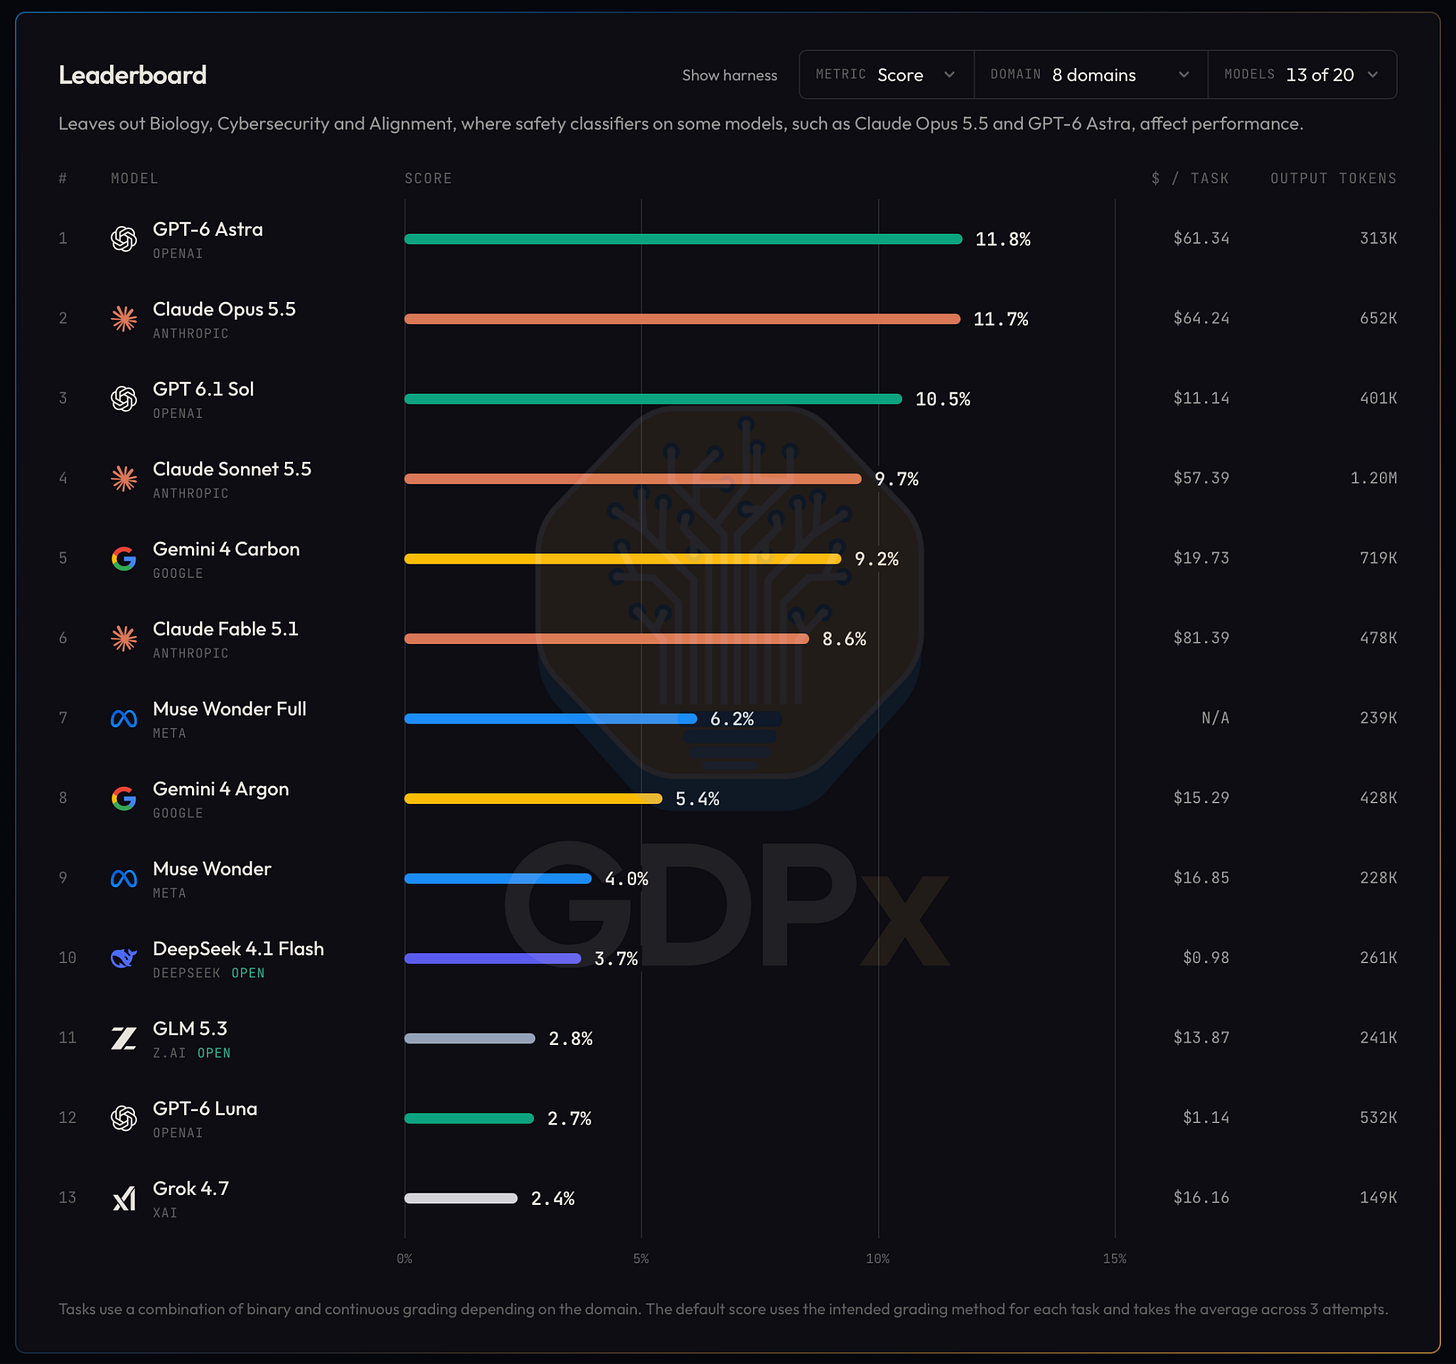 Leaderboard
Show harness
METRIC Score
DOMAIN 8 domains
MODELS 13 of 20
Leaves out Biology, Cybersecurity and Alignment, where safety classifiers on some models, such as Claude Opus 5.5 and GPT-6 Astra, affect performance.
# MODEL SCORE $ / TASK OUTPUT TOKENS
1 GPT-6 Astra 11.8% $61.34 313K
OPENAI
2 Claude Opus 5.5 11.7% $64.24 652K
ANTHROPIC
3 GPT 6.1 Sol 10.5% $11.14 401K
OPENAI
4 Claude Sonnet 5.5 9.7% $57.39 1.20M
ANTHROPIC
5 Gemini 4 Carbon 9.2% $19.73 719K
GOOGLE
6 Claude Fable 5.1 8.6% $81.39 478K
ANTHROPIC
7 Muse Wonder Full 6.2% N/A 239K
META
8 Gemini 4 Argon 5.4% $15.29 428K
GOOGLE
9 Muse Wonder 4.0% $16.85 228K
META
10 DeepSeek 4.1 Flash 3.7% $0.98 261K
DEEPSEEK OPEN
11 GLM 5.3 2.8% $13.87 241K
Z.AI OPEN
12 GPT-6 Luna 2.7% $1.14 532K
OPENAI
13 Grok 4.7 2.4% $16.16 149K
XAI
0% 5% 10% 15%
GDPx
Tasks use a combination of binary and continuous grading depending on the domain. The default score uses the intended grading method for each task and takes the average across 3 attempts.